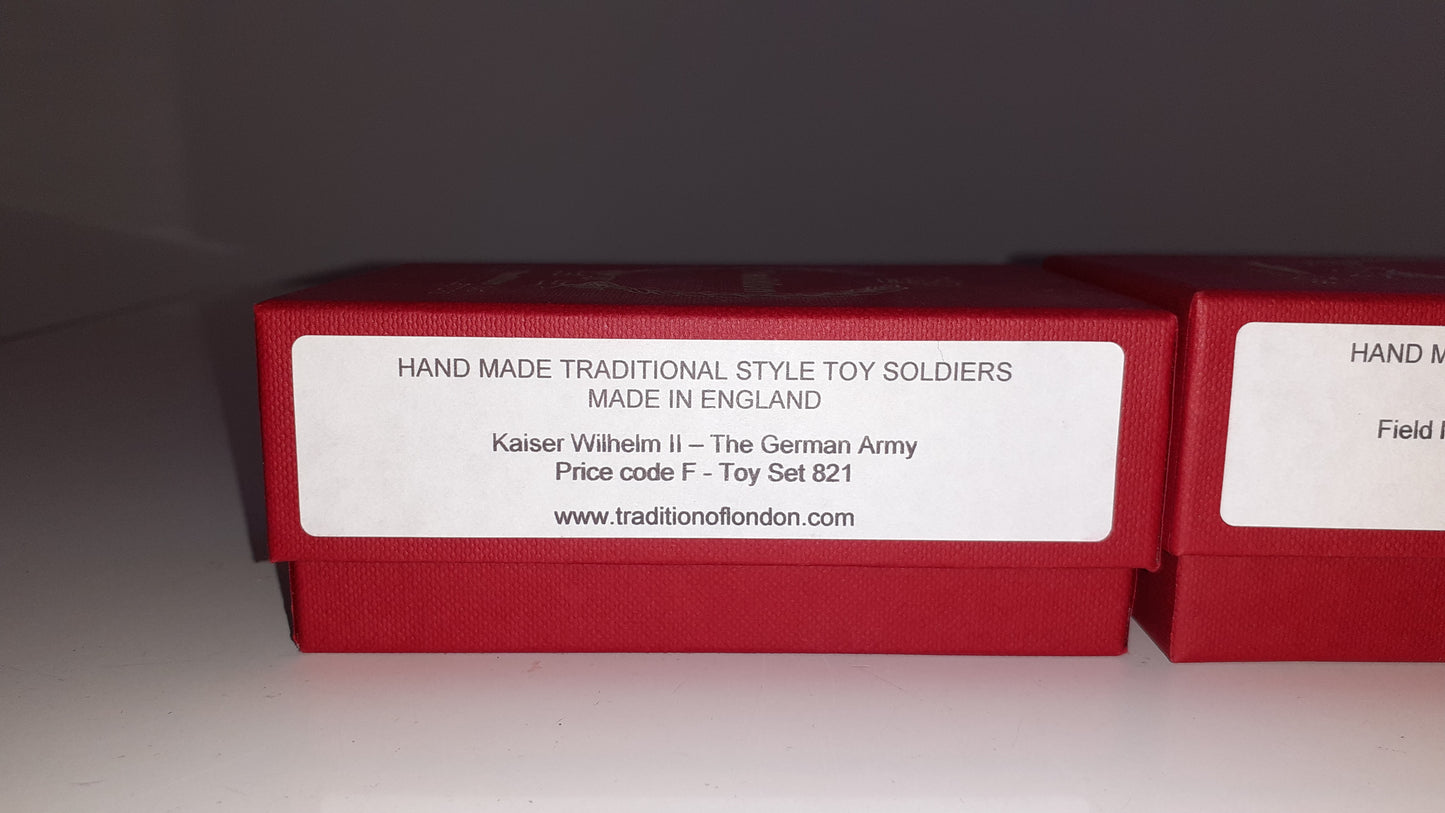 HAND MADE TRADITIONAL STYLE TOY SOLDIERS
MADE IN ENGLAND
Kaiser Wilhelm II – The German Army
Price code F - Toy Set 821
www.traditionoflondon.com
HAND
Field